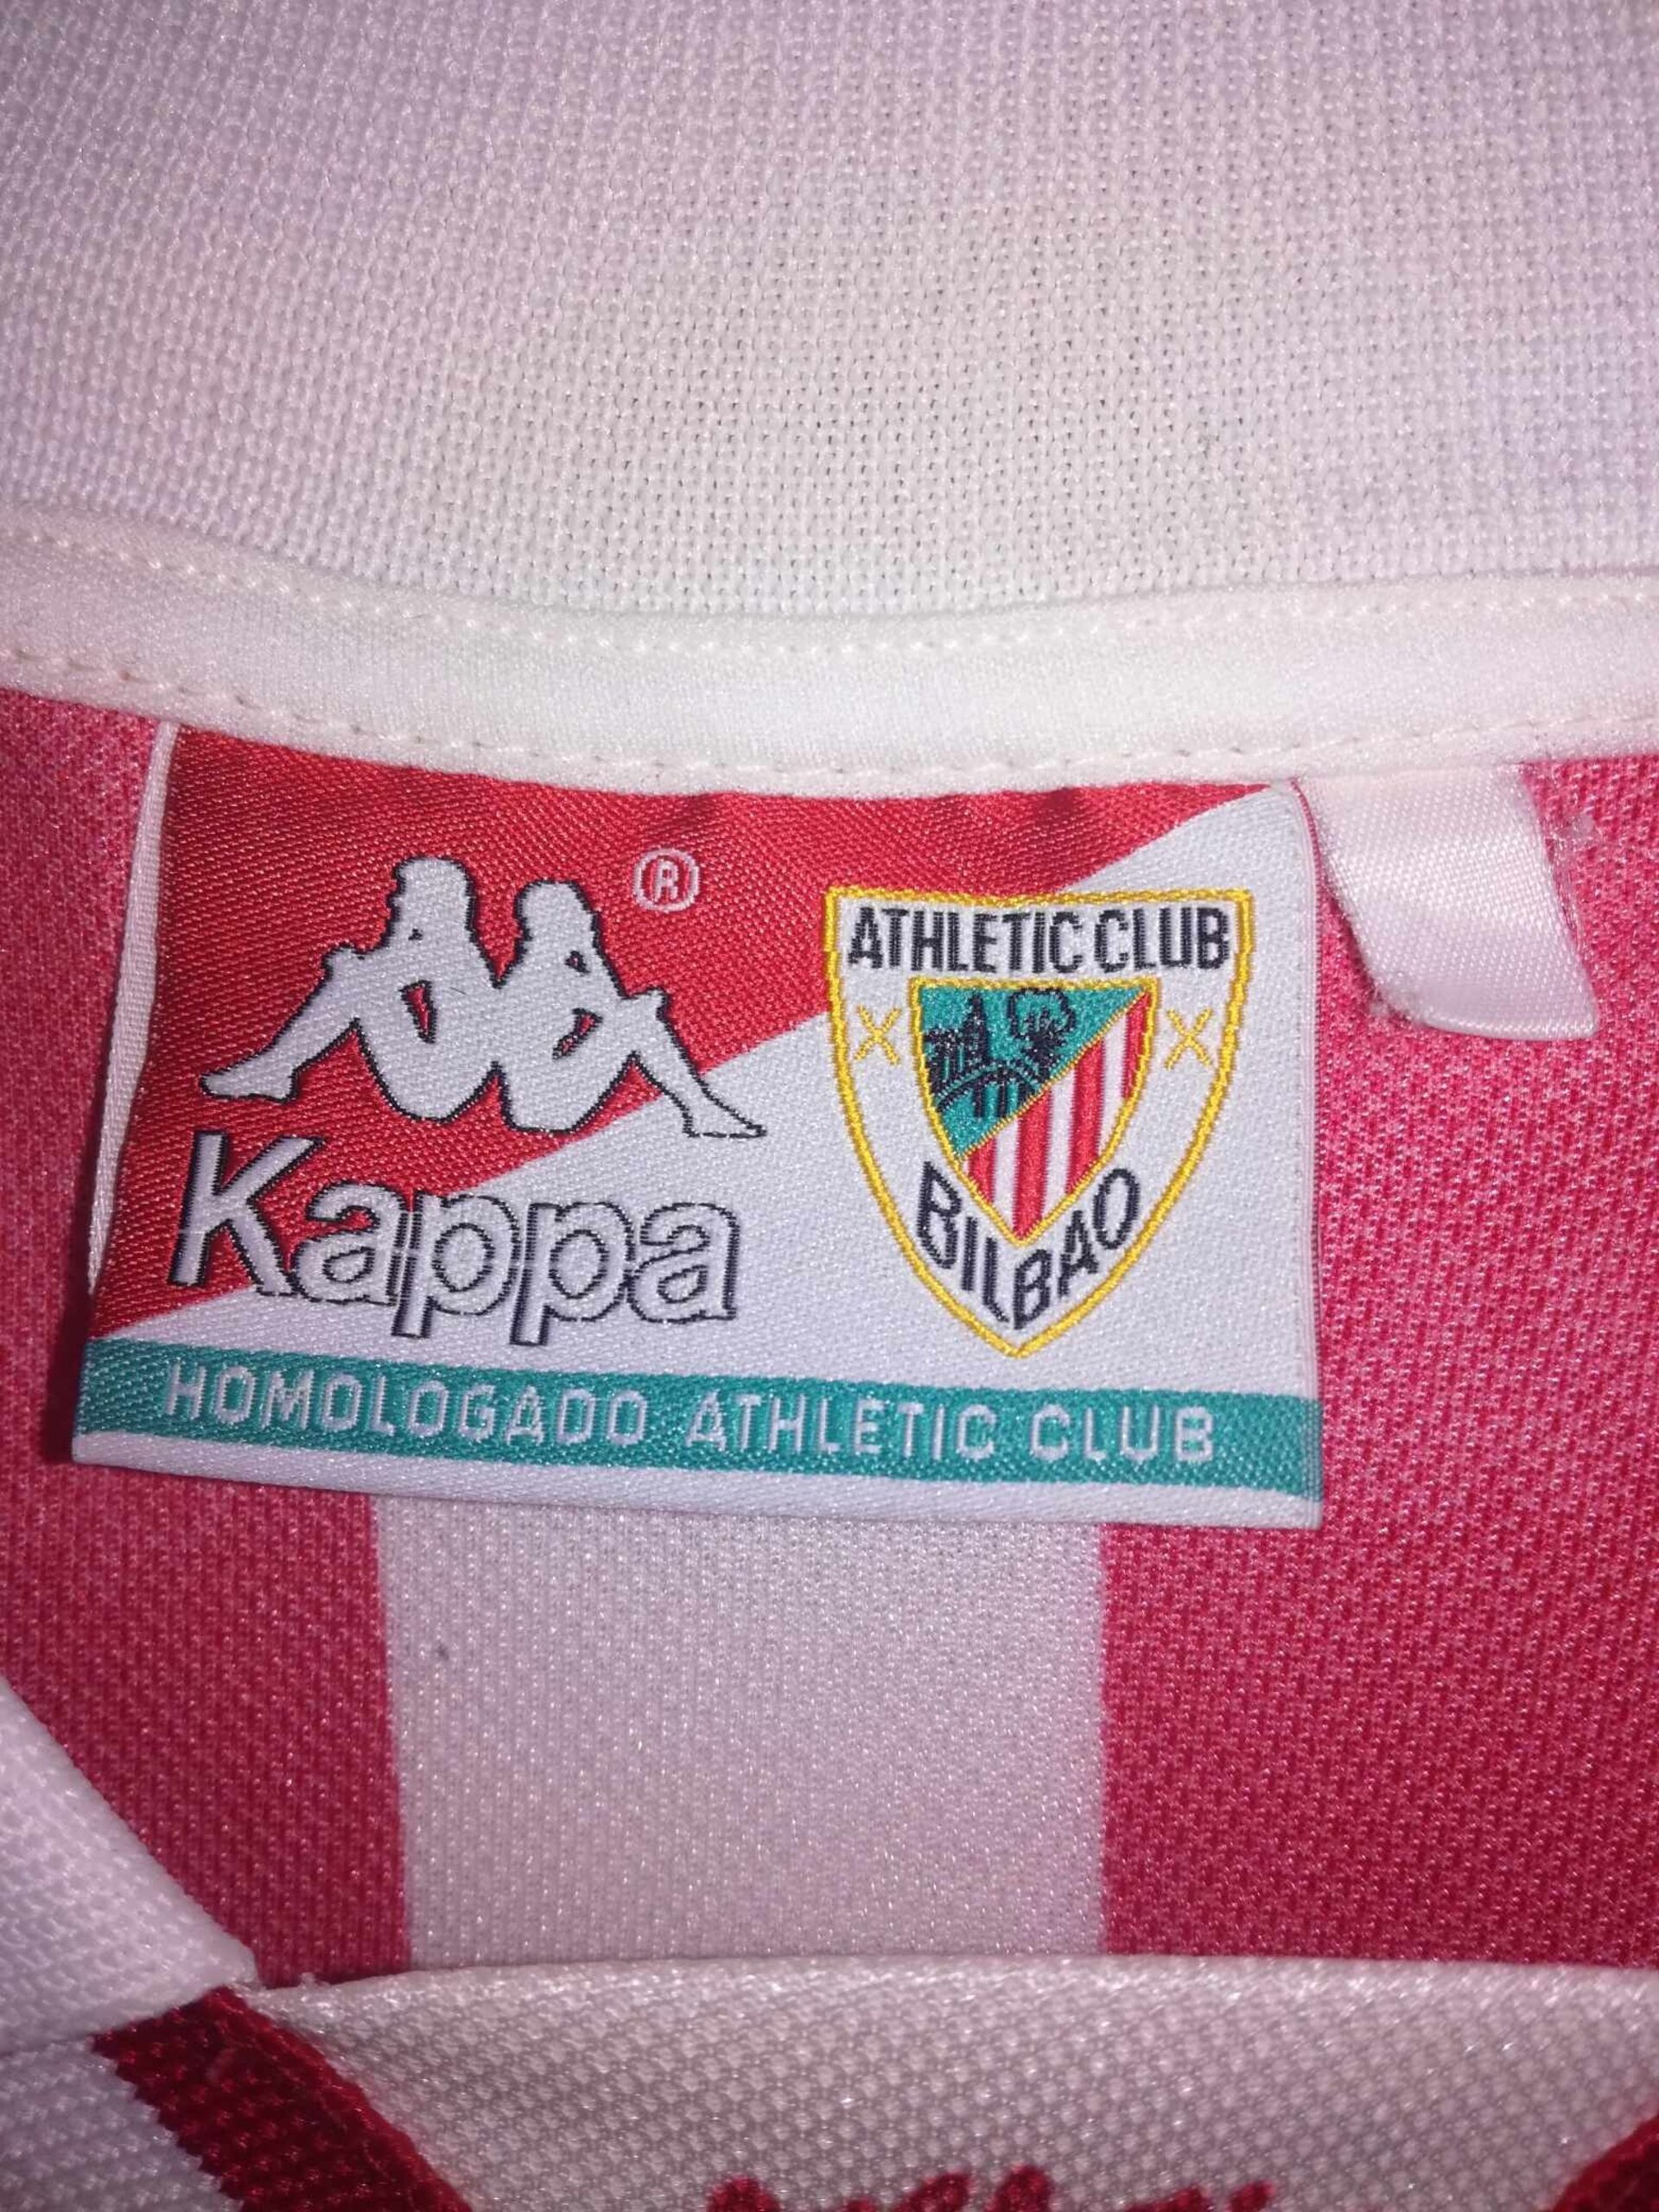 ®
Kappa
ATHLETIC CLUB
BILBAO
HOMOLOGADO ATHLETIC CLUB